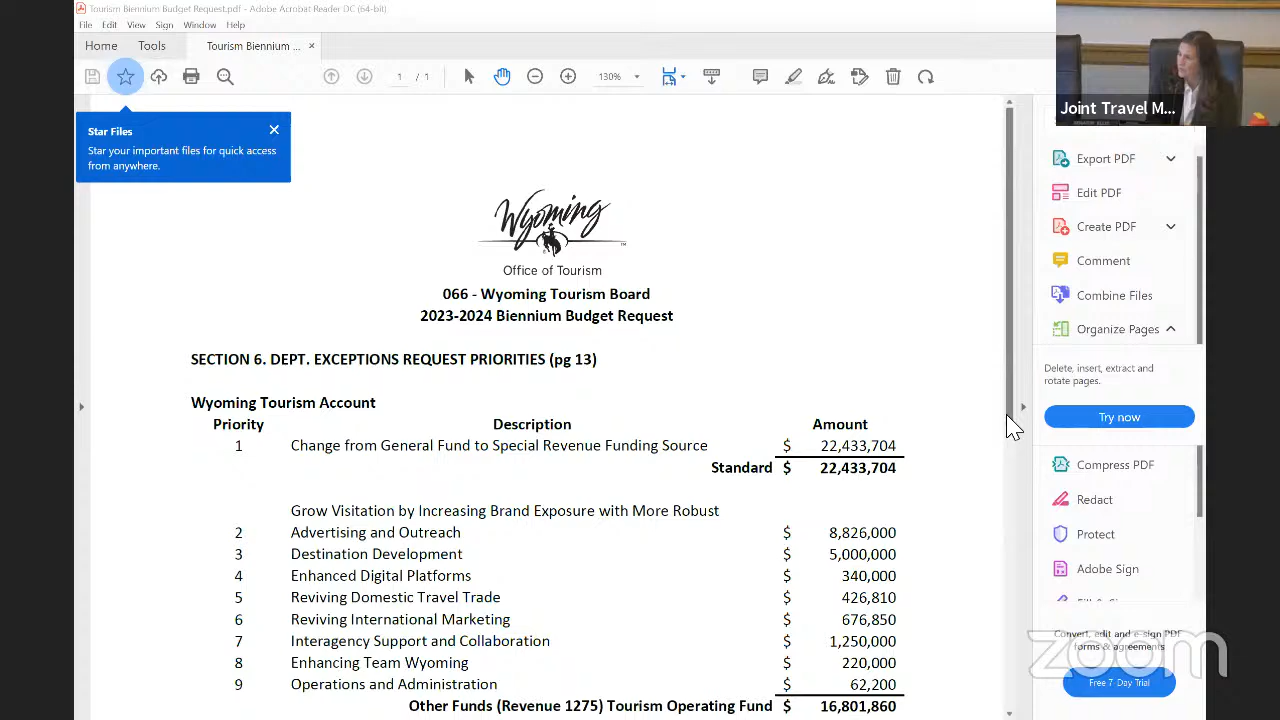 Tourism Biennium Budget Request.pdf - Adobe Acrobat Reader DC (64-bit)
File Edit View Sign Window Help
Home Tools Tourism Biennium ... ×
1 / 1 130%
Star Files
Star your important files for quick access
from anywhere.
Joint Travel M...
Wyoming
Office of Tourism
066 - Wyoming Tourism Board
2023-2024 Biennium Budget Request
SECTION 6. DEPT. EXCEPTIONS REQUEST PRIORITIES (pg 13)
Wyoming Tourism Account
Priority Description Amount
1 Change from General Fund to Special Revenue Funding Source $ 22,433,704
Standard $ 22,433,704
Grow Visitation by Increasing Brand Exposure with More Robust
2 Advertising and Outreach $ 8,826,000
3 Destination Development $ 5,000,000
4 Enhanced Digital Platforms $ 340,000
5 Reviving Domestic Travel Trade $ 426,810
6 Reviving International Marketing $ 676,850
7 Interagency Support and Collaboration $ 1,250,000
8 Enhancing Team Wyoming $ 220,000
9 Operations and Administration $ 62,200
Other Funds (Revenue 1275) Tourism Operating Fund $ 16,801,860
Export PDF
Edit PDF
Create PDF
Comment
Combine Files
Organize Pages
Delete, insert, extract and
rotate pages.
Try now
Compress PDF
Redact
Protect
Adobe Sign
Convert, edit and e-sign PDF
forms & agreements
Free 7-Day Trial
zoom